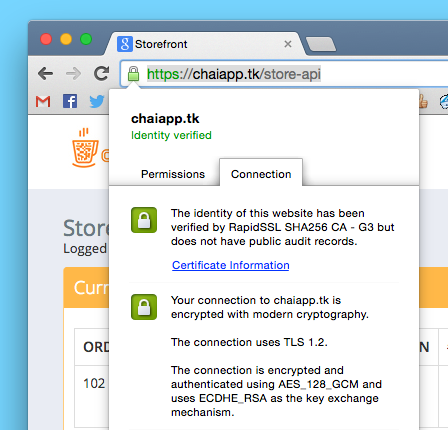 Storefront
https://chaiapp.tk/store-api
chaiapp.tk
Identity verified
Permissions
Connection
The identity of this website has been
verified by RapidSSL SHA256 CA - G3 but
does not have public audit records.
Certificate Information
Your connection to chaiapp.tk is
encrypted with modern cryptography.
The connection uses TLS 1.2.
The connection is encrypted and
authenticated using AES_128_GCM and
uses ECDHE_RSA as the key exchange
mechanism.
Store
Logged
Curr
ORD
102